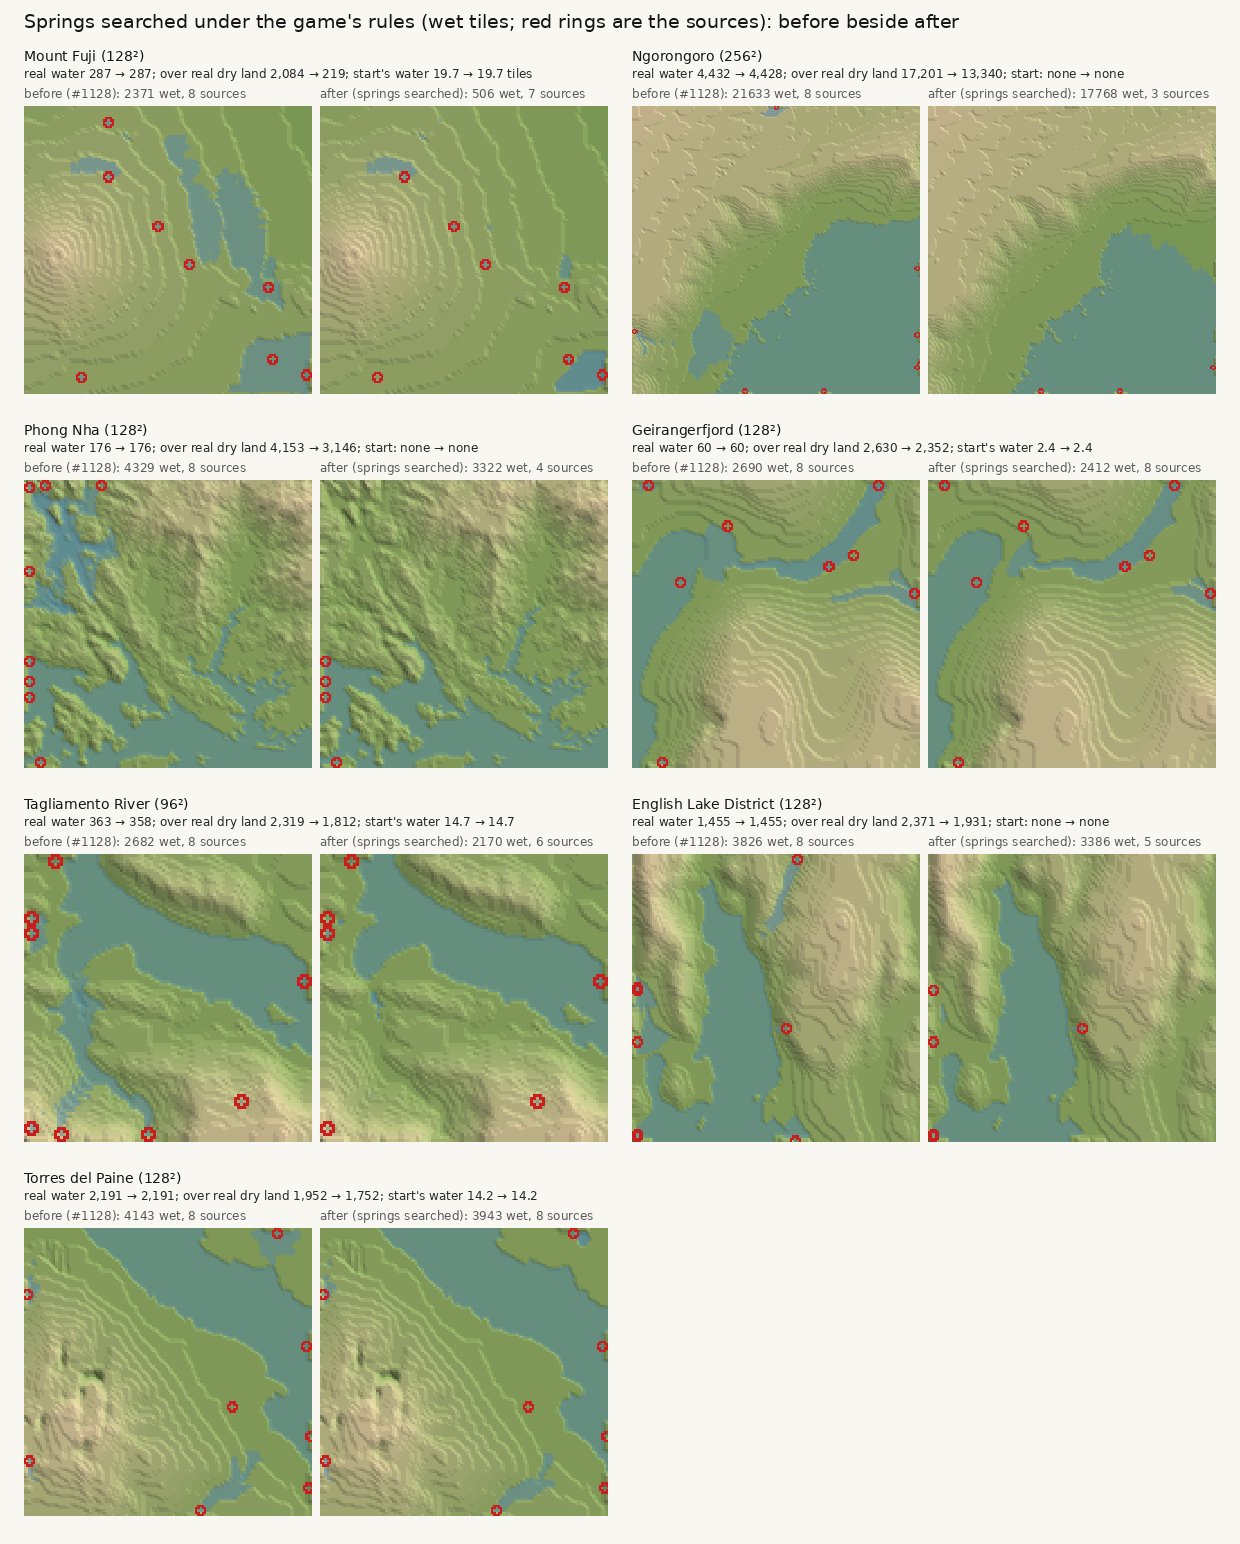 Springs searched under the game's rules (wet tiles; red rings are the sources): before beside after
Mount Fuji (128²)
real water 287 → 287; over real dry land 2,084 → 219; start's water 19.7 → 19.7 tiles
before (#1128): 2371 wet, 8 sources
after (springs searched): 506 wet, 7 sources
Ngorongoro (256²)
real water 4,432 → 4,428; over real dry land 17,201 → 13,340; start: none → none
before (#1128): 21633 wet, 8 sources
after (springs searched): 17768 wet, 3 sources
Phong Nha (128²)
real water 176 → 176; over real dry land 4,153 → 3,146; start: none → none
before (#1128): 4329 wet, 8 sources
after (springs searched): 3322 wet, 4 sources
Geirangerfjord (128²)
real water 60 → 60; over real dry land 2,630 → 2,352; start's water 2.4 → 2.4
before (#1128): 2690 wet, 8 sources
after (springs searched): 2412 wet, 8 sources
Tagliamento River (96²)
real water 363 → 358; over real dry land 2,319 → 1,812; start's water 14.7 → 14.7
before (#1128): 2682 wet, 8 sources
after (springs searched): 2170 wet, 6 sources
English Lake District (128²)
real water 1,455 → 1,455; over real dry land 2,371 → 1,931; start: none → none
before (#1128): 3826 wet, 8 sources
after (springs searched): 3386 wet, 5 sources
Torres del Paine (128²)
real water 2,191 → 2,191; over real dry land 1,952 → 1,752; start's water 14.2 → 14.2
before (#1128): 4143 wet, 8 sources
after (springs searched): 3943 wet, 8 sources